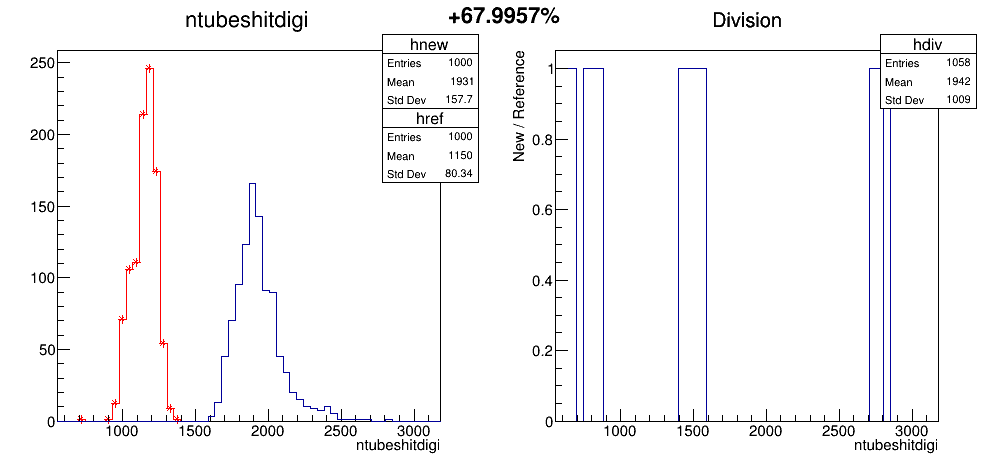 +67.9957%
ntubeshitdigi
hnew
Entries 1000
Mean 1931
Std Dev 157.7
href
Entries 1000
Mean 1150
Std Dev 80.34
250
200
150
100
50
0
1000 1500 2000 2500 3000
ntubeshitdigi
Division
hdiv
Entries 1058
Mean 1942
Std Dev 1009
New / Reference
1
0.8
0.6
0.4
0.2
0
1000 1500 2000 2500 3000
ntubeshitdigi